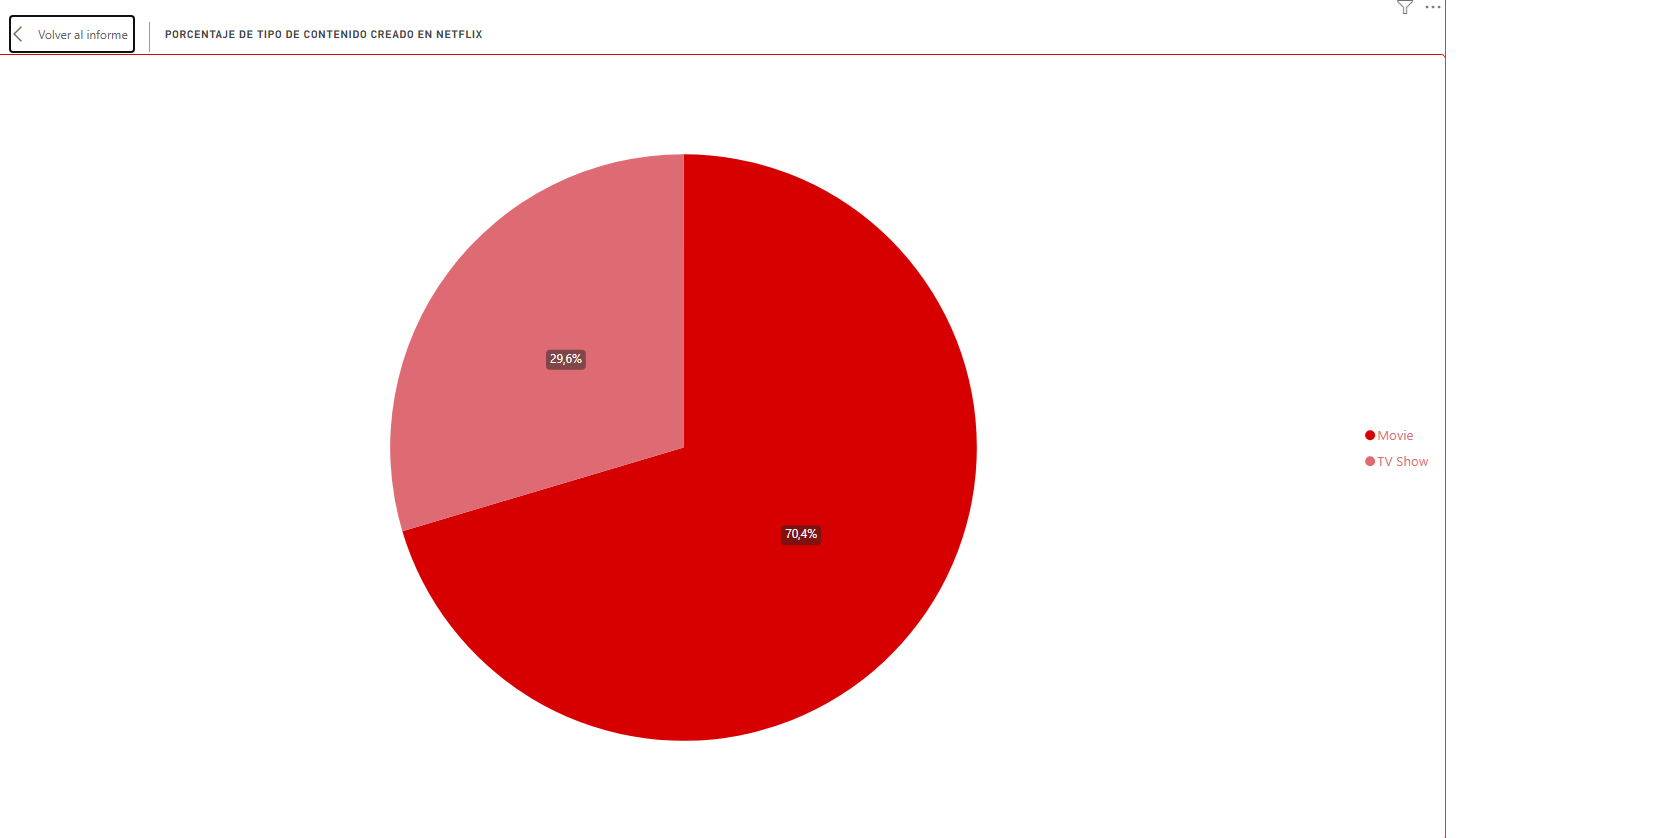 Volver al informe
PORCENTAJE DE TIPO DE CONTENIDO CREADO EN NETFLIX
29,6%
70,4%
Movie
TV Show